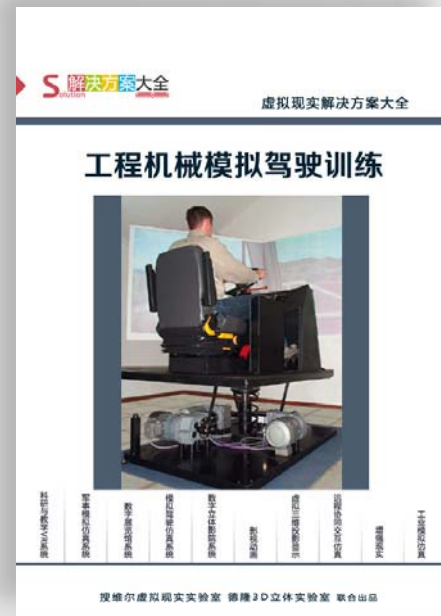 S 解决方案大全
olution
虚拟现实解决方案大全
工程机械模拟驾驶训练
科研与教学VR系统
军事模拟仿真系统
数字展览馆系统
模拟驾驶仿真系统
数字立体影院系统
影视动画
虚拟三维投影显示
远程协同交互仿真
增强现实
工业模拟仿真
搜维尔虚拟现实实验室 德隆3D立体实验室 联合出品